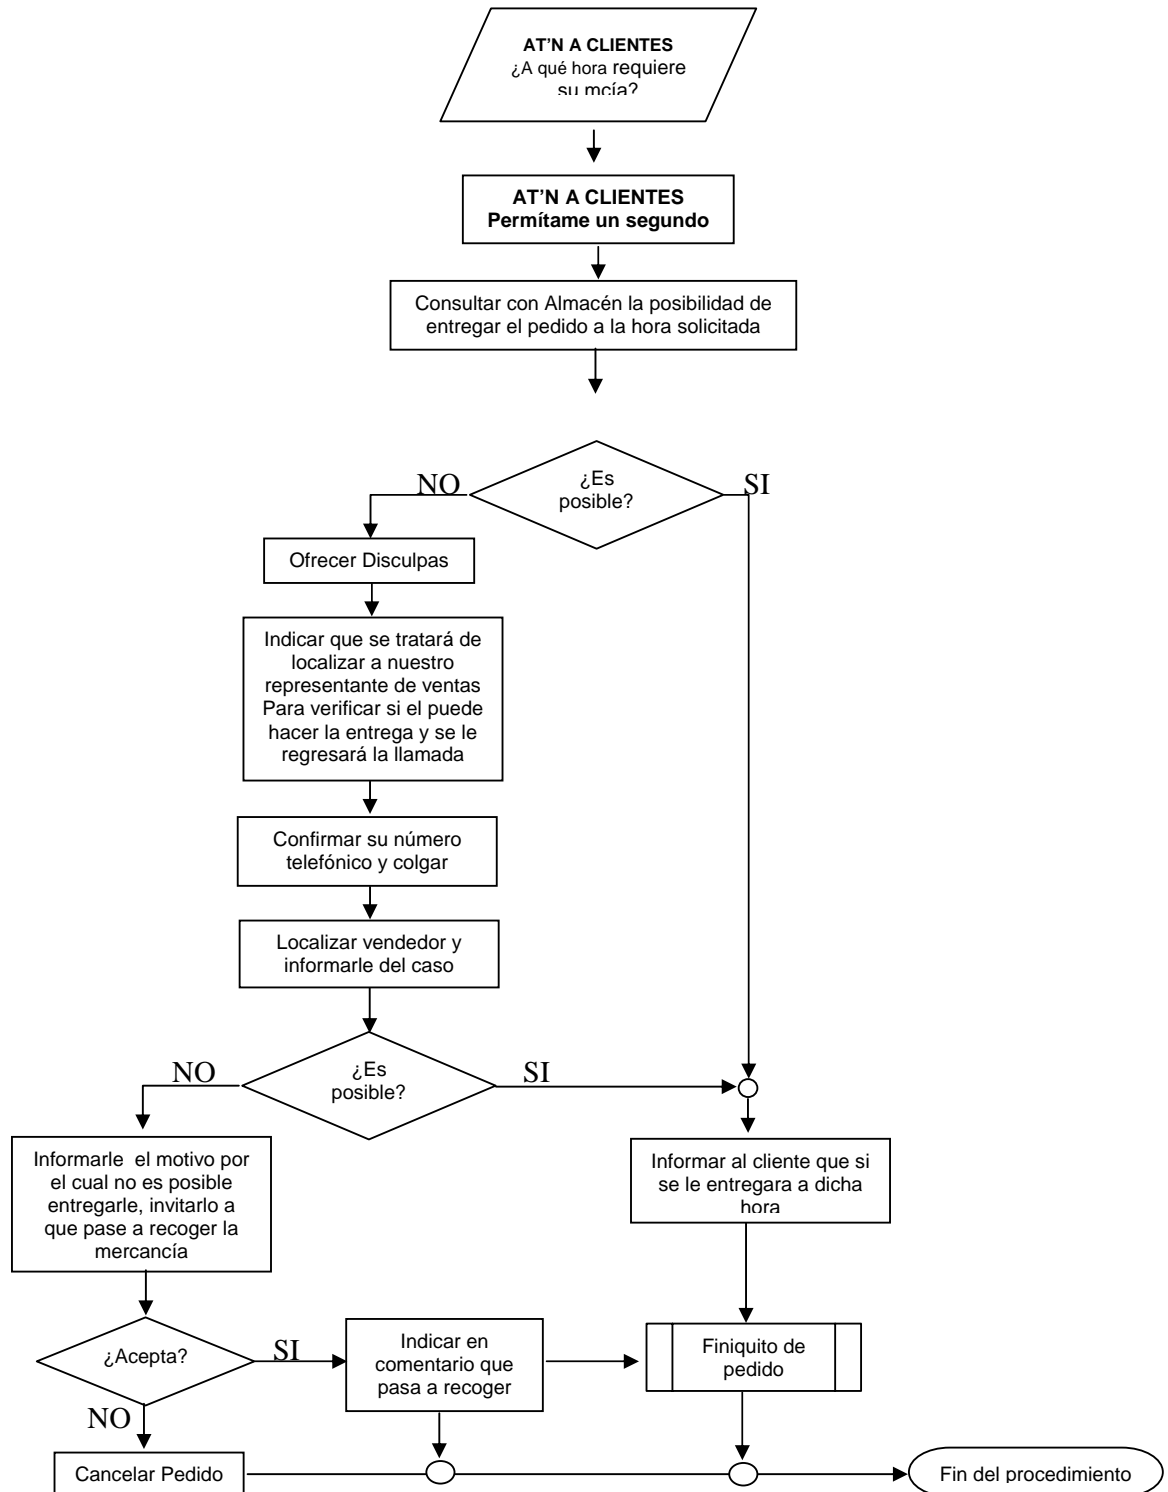 AT'N A CLIENTES
¿A qué hora requiere
su mcía?
AT'N A CLIENTES
Permítame un segundo
Consultar con Almacén la posibilidad de
entregar el pedido a la hora solicitada
¿Es
posible?
NO
SI
Ofrecer Disculpas
Indicar que se tratará de
localizar a nuestro
representante de ventas
Para verificar si el puede
hacer la entrega y se le
regresará la llamada
Confirmar su número
telefónico y colgar
Localizar vendedor y
informarle del caso
¿Es
posible?
NO
SI
Informarle el motivo por
el cual no es posible
entregarle, invitarlo a
que pase a recoger la
mercancía
Informar al cliente que si
se le entregara a dicha
hora
¿Acepta?
SI
NO
Indicar en
comentario que
pasa a recoger
Finiquito de
pedido
Cancelar Pedido
Fin del procedimiento